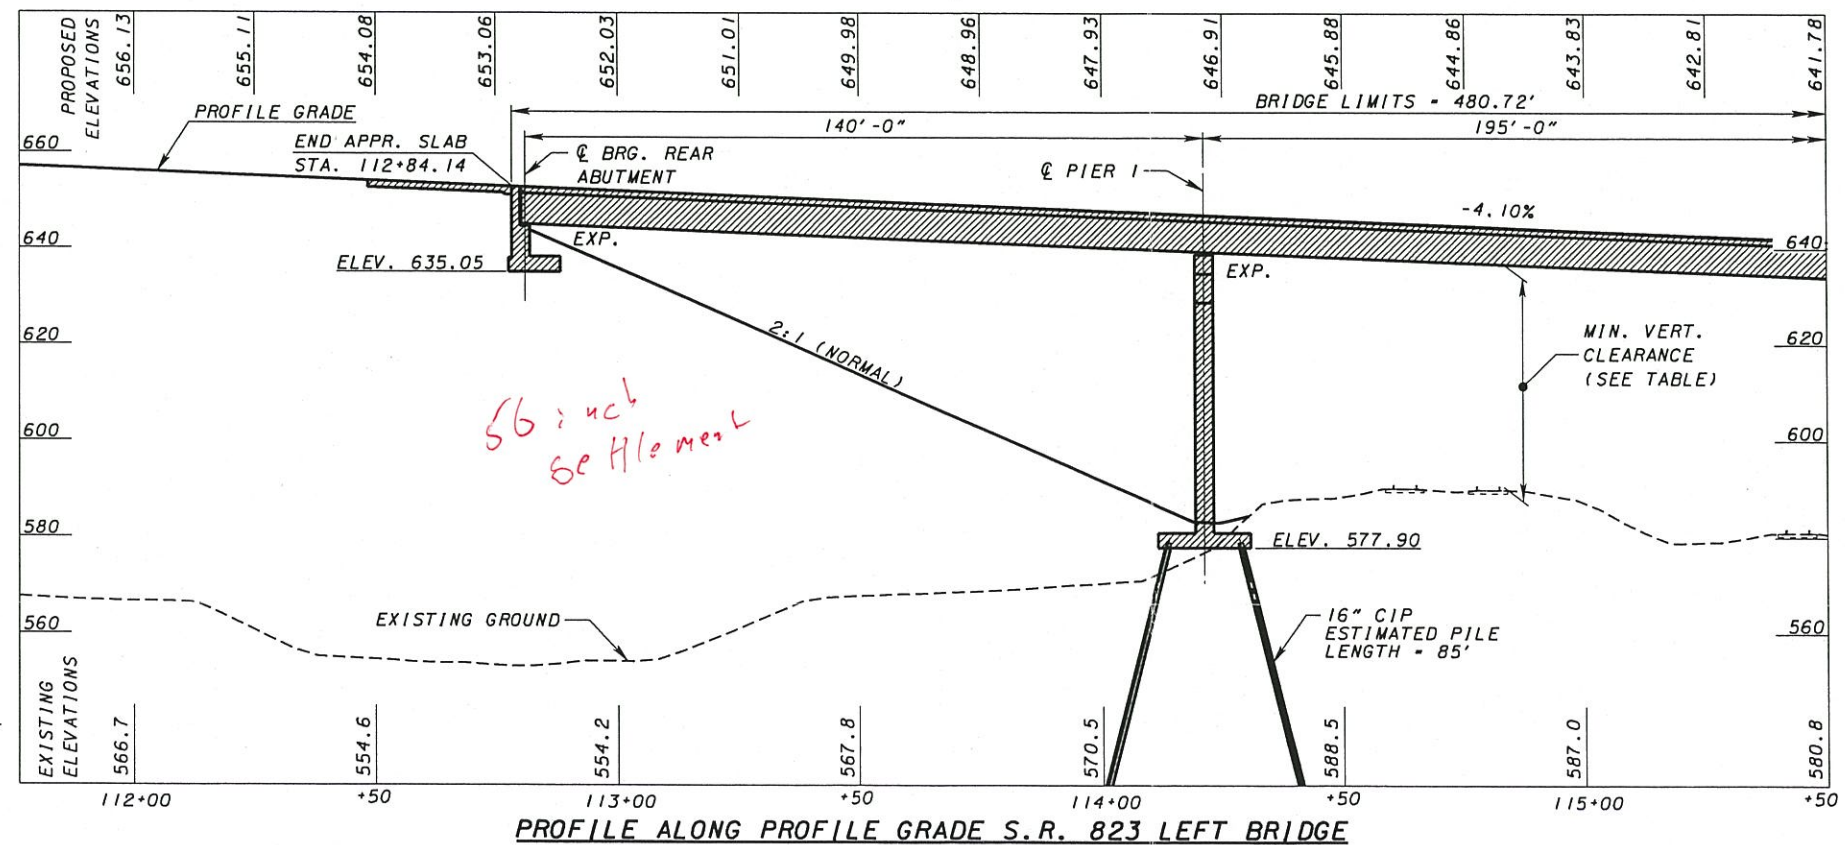 PROPOSED
ELEVATIONS
656.13
655.11
654.08
653.06
652.03
651.01
649.98
648.96
647.93
646.91
645.88
644.86
643.83
642.81
641.78
BRIDGE LIMITS = 480.72'
PROFILE GRADE
140'-0"
195'-0"
660
END APPR. SLAB
STA. 112+84.14
℄ BRG. REAR
ABUTMENT
℄ PIER 1
-4.10%
640
EXP.
640
ELEV. 635.05
EXP.
620
2:1 (NORMAL)
MIN. VERT.
CLEARANCE
(SEE TABLE)
620
56 inch
settlement
600
600
580
ELEV. 577.90
560
EXISTING GROUND
16" CIP
ESTIMATED PILE
LENGTH = 85'
560
EXISTING
ELEVATIONS
566.7
554.6
554.2
567.8
570.5
588.5
587.0
580.8
112+00
+50
113+00
+50
114+00
+50
115+00
+50
PROFILE ALONG PROFILE GRADE S.R. 823 LEFT BRIDGE